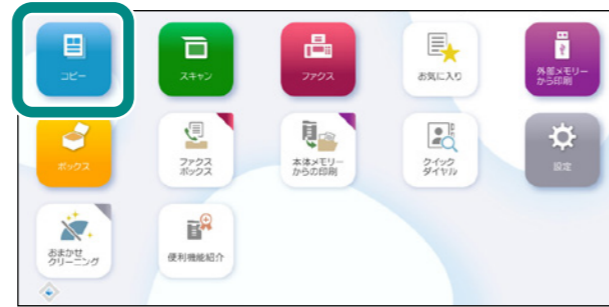 コピー
スキャン
ファクス
お気に入り
外部メモリー
から印刷
ボックス
ファクス
ボックス
本体メモリー
からの印刷
クイック
ダイヤル
設定
おまかせ
クリーニング
便利機能紹介